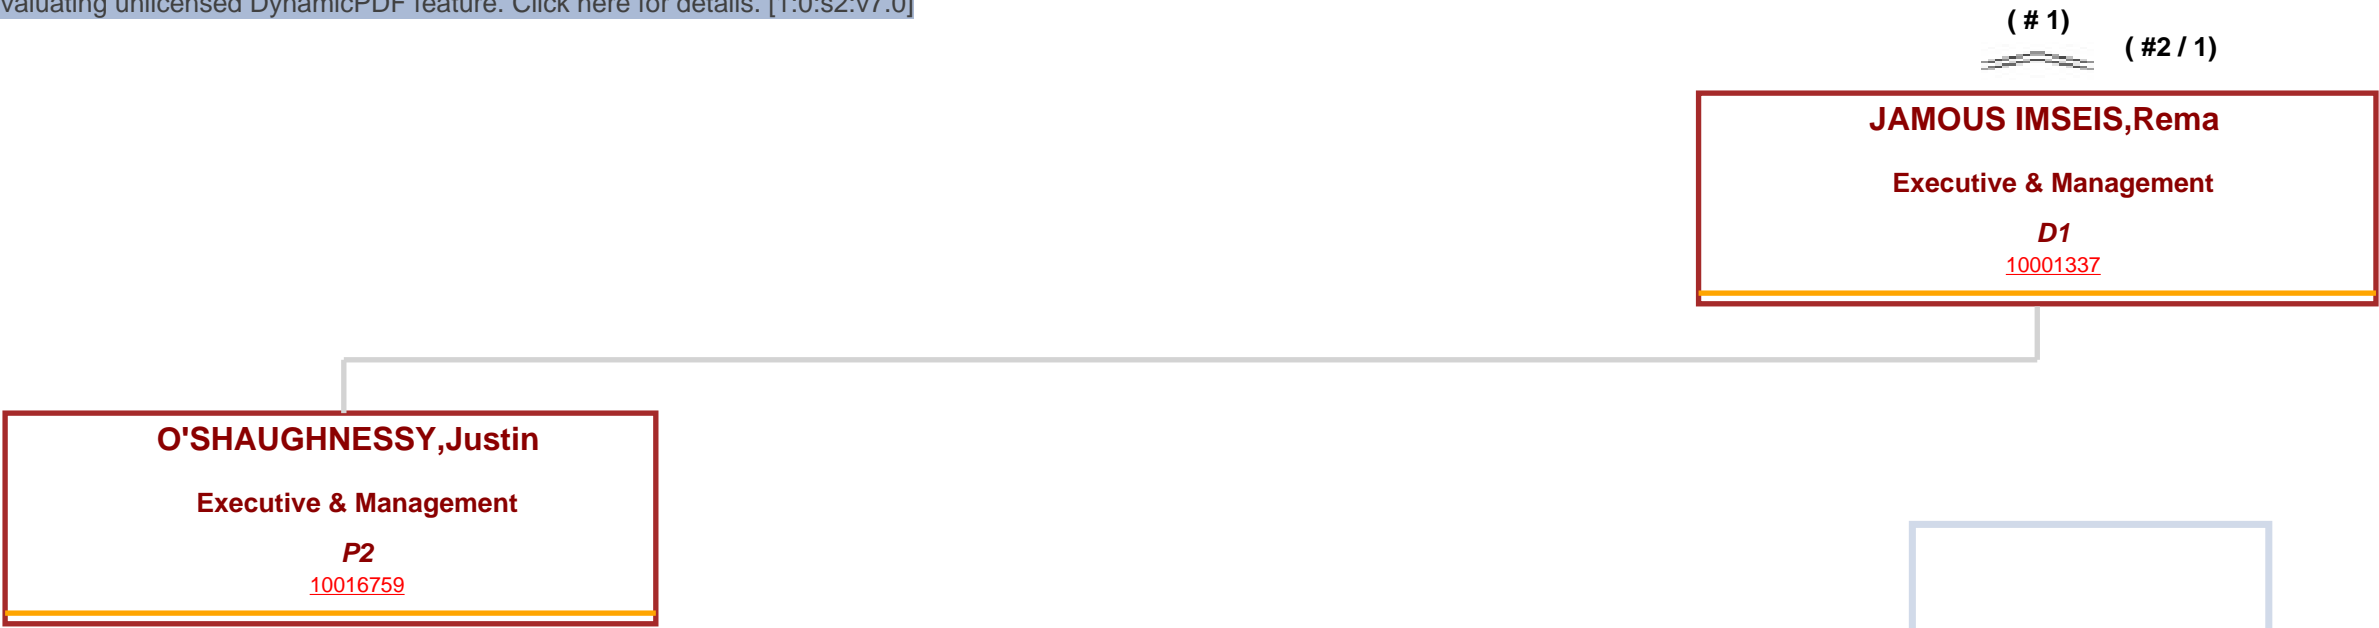 valuating unlicensed DynamicPDF feature. Click here for details. [1:0:s2:v7.0]
( # 1)
( #2 / 1)
JAMOUS IMSEIS,Rema
Executive & Management
D1
10001337
O'SHAUGHNESSY,Justin
Executive & Management
P2
10016759